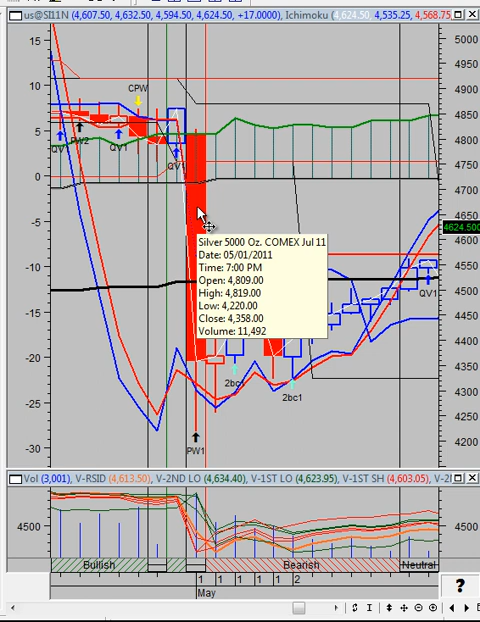 us@SI11N (4,607.50, 4,632.50, 4,594.50, 4,624.50, +17.0000), Ichimoku (4,624.50 4,535.25, 4,568.75
15
10
5
0
-5
-10
-15
-20
-25
-30
CPW
QV1
PW2
QV1
QV1
5000
4950
4900
4850
4800
4750
4700
4650
4624.500
4600
4550
4500
4450
4400
4350
4300
4250
4200
Silver 5000 Oz. COMEX Jul 11
Date: 05/01/2011
Time: 7:00 PM
Open: 4,809.00
High: 4,819.00
Low: 4,220.00
Close: 4,358.00
Volume: 11,492
QV1
2bc1
2bc1
PW1
Vol (3,001), V-RSID (4,613.50), V-2ND LO (4,634.40), V-1ST LO (4,623.95), V-1ST SH (4,603.05), V-2
4500
4500
Bullish
Bearish
Neutral
1 1 1 1 1 2
May
?